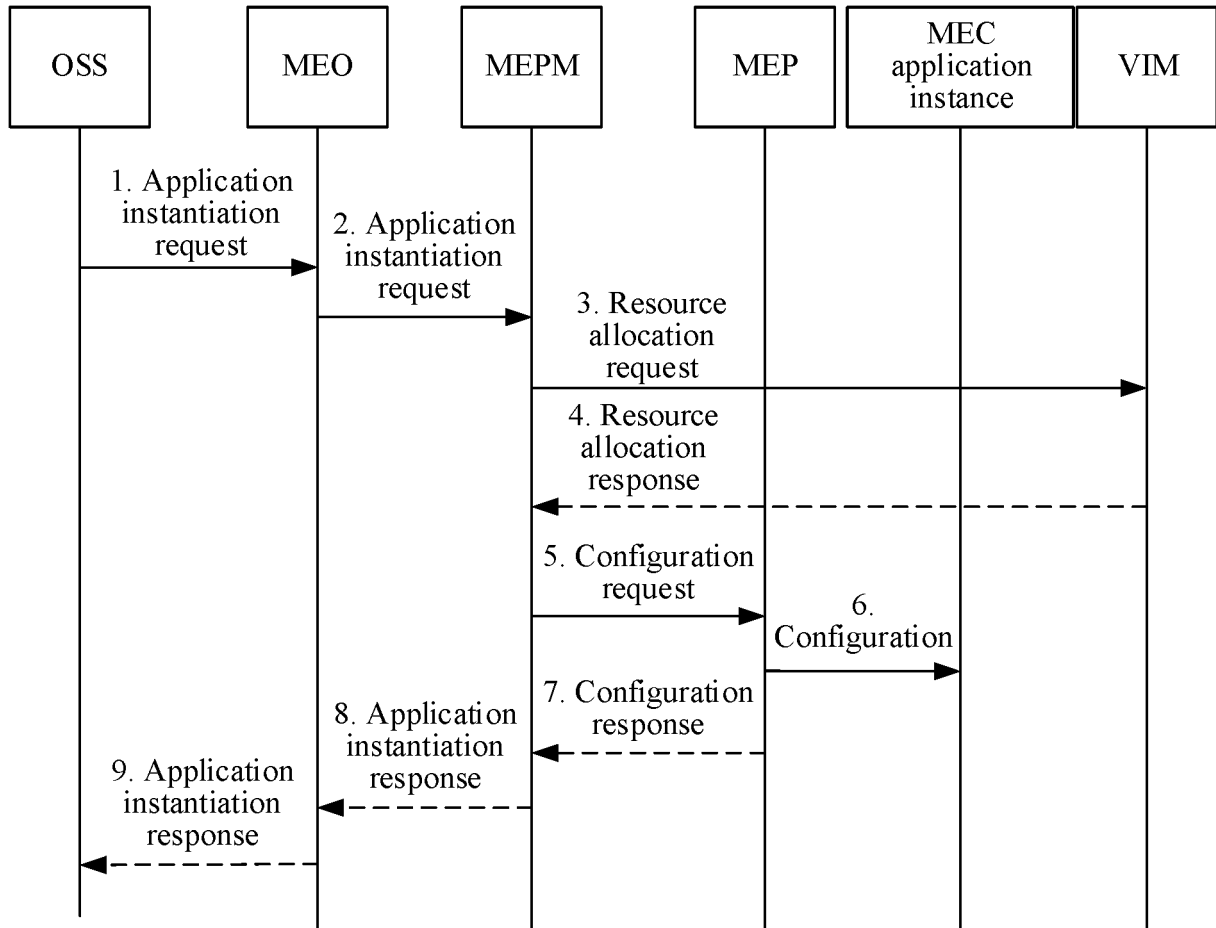 OSS
MEO
MEPM
MEP
MEC
application
instance
VIM
1. Application
instantiation
request
2. Application
instantiation
request
3. Resource
allocation
request
4. Resource
allocation
response
5. Configuration
request
6.
Configuration
7. Configuration
response
8. Application
instantiation
response
9. Application
instantiation
response